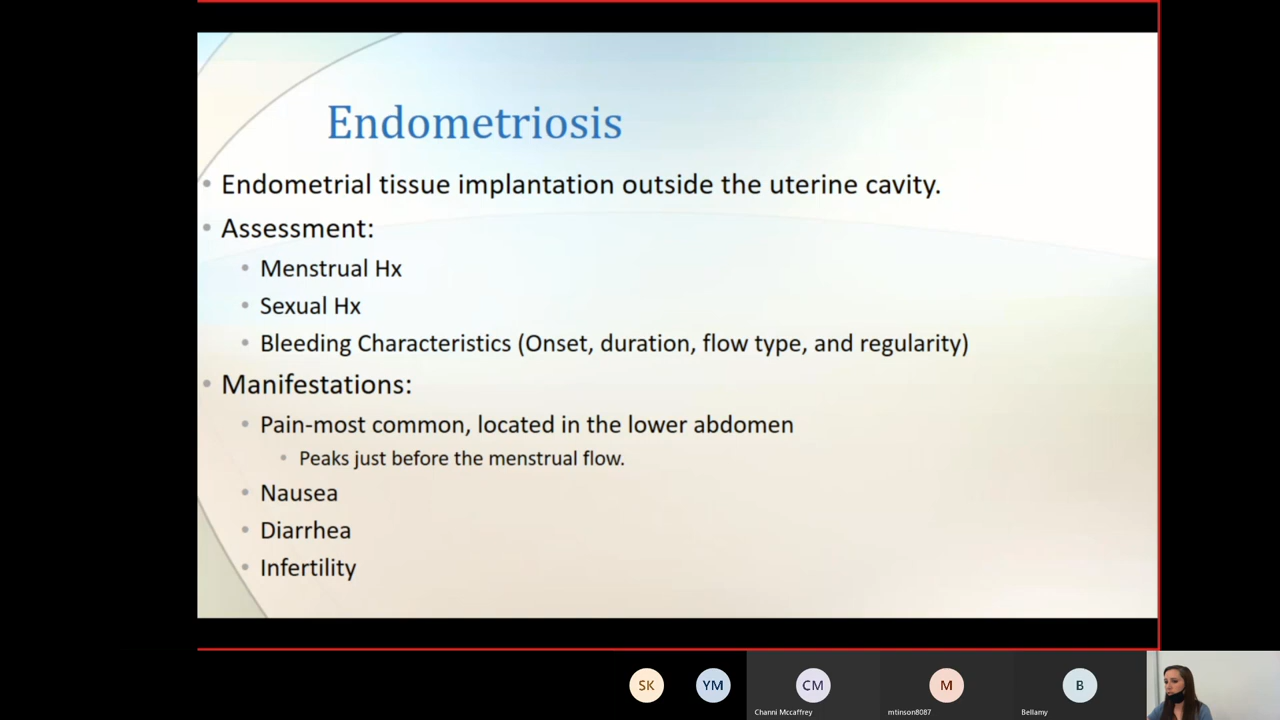 Endometriosis
• Endometrial tissue implantation outside the uterine cavity.
• Assessment:
• Menstrual Hx
• Sexual Hx
• Bleeding Characteristics (Onset, duration, flow type, and regularity)
• Manifestations:
• Pain-most common, located in the lower abdomen
• Peaks just before the menstrual flow.
• Nausea
• Diarrhea
• Infertility
SK YM CM M B
Channi Mccaffrey mtinson8087 Bellamy